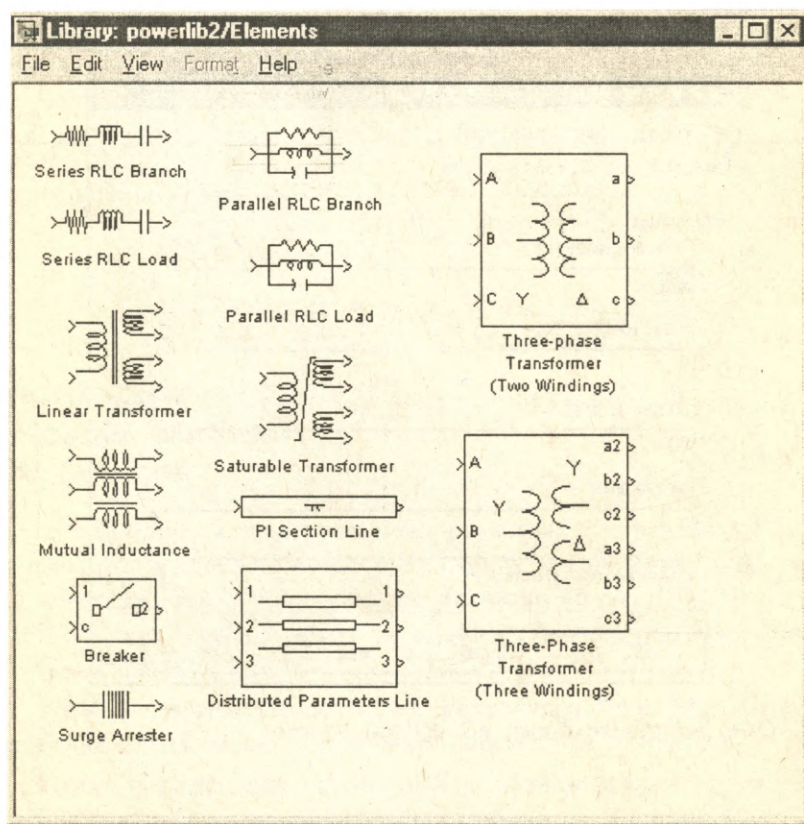 Library: powerlib2/Elements
File Edit View Format Help
Series RLC Branch
Series RLC Load
Linear Transformer
Mutual Inductance
1
c
2
Breaker
Surge Arrester
Parallel RLC Branch
Parallel RLC Load
Saturable Transformer
PI Section Line
1 1
2 2
3 3
Distributed Parameters Line
A a
B b
C Y Δ c
Three-phase
Transformer
(Two Windings)
A Y a2
b2
Y c2
B Δ a3
b3
C c3
Three-Phase
Transformer
(Three Windings)